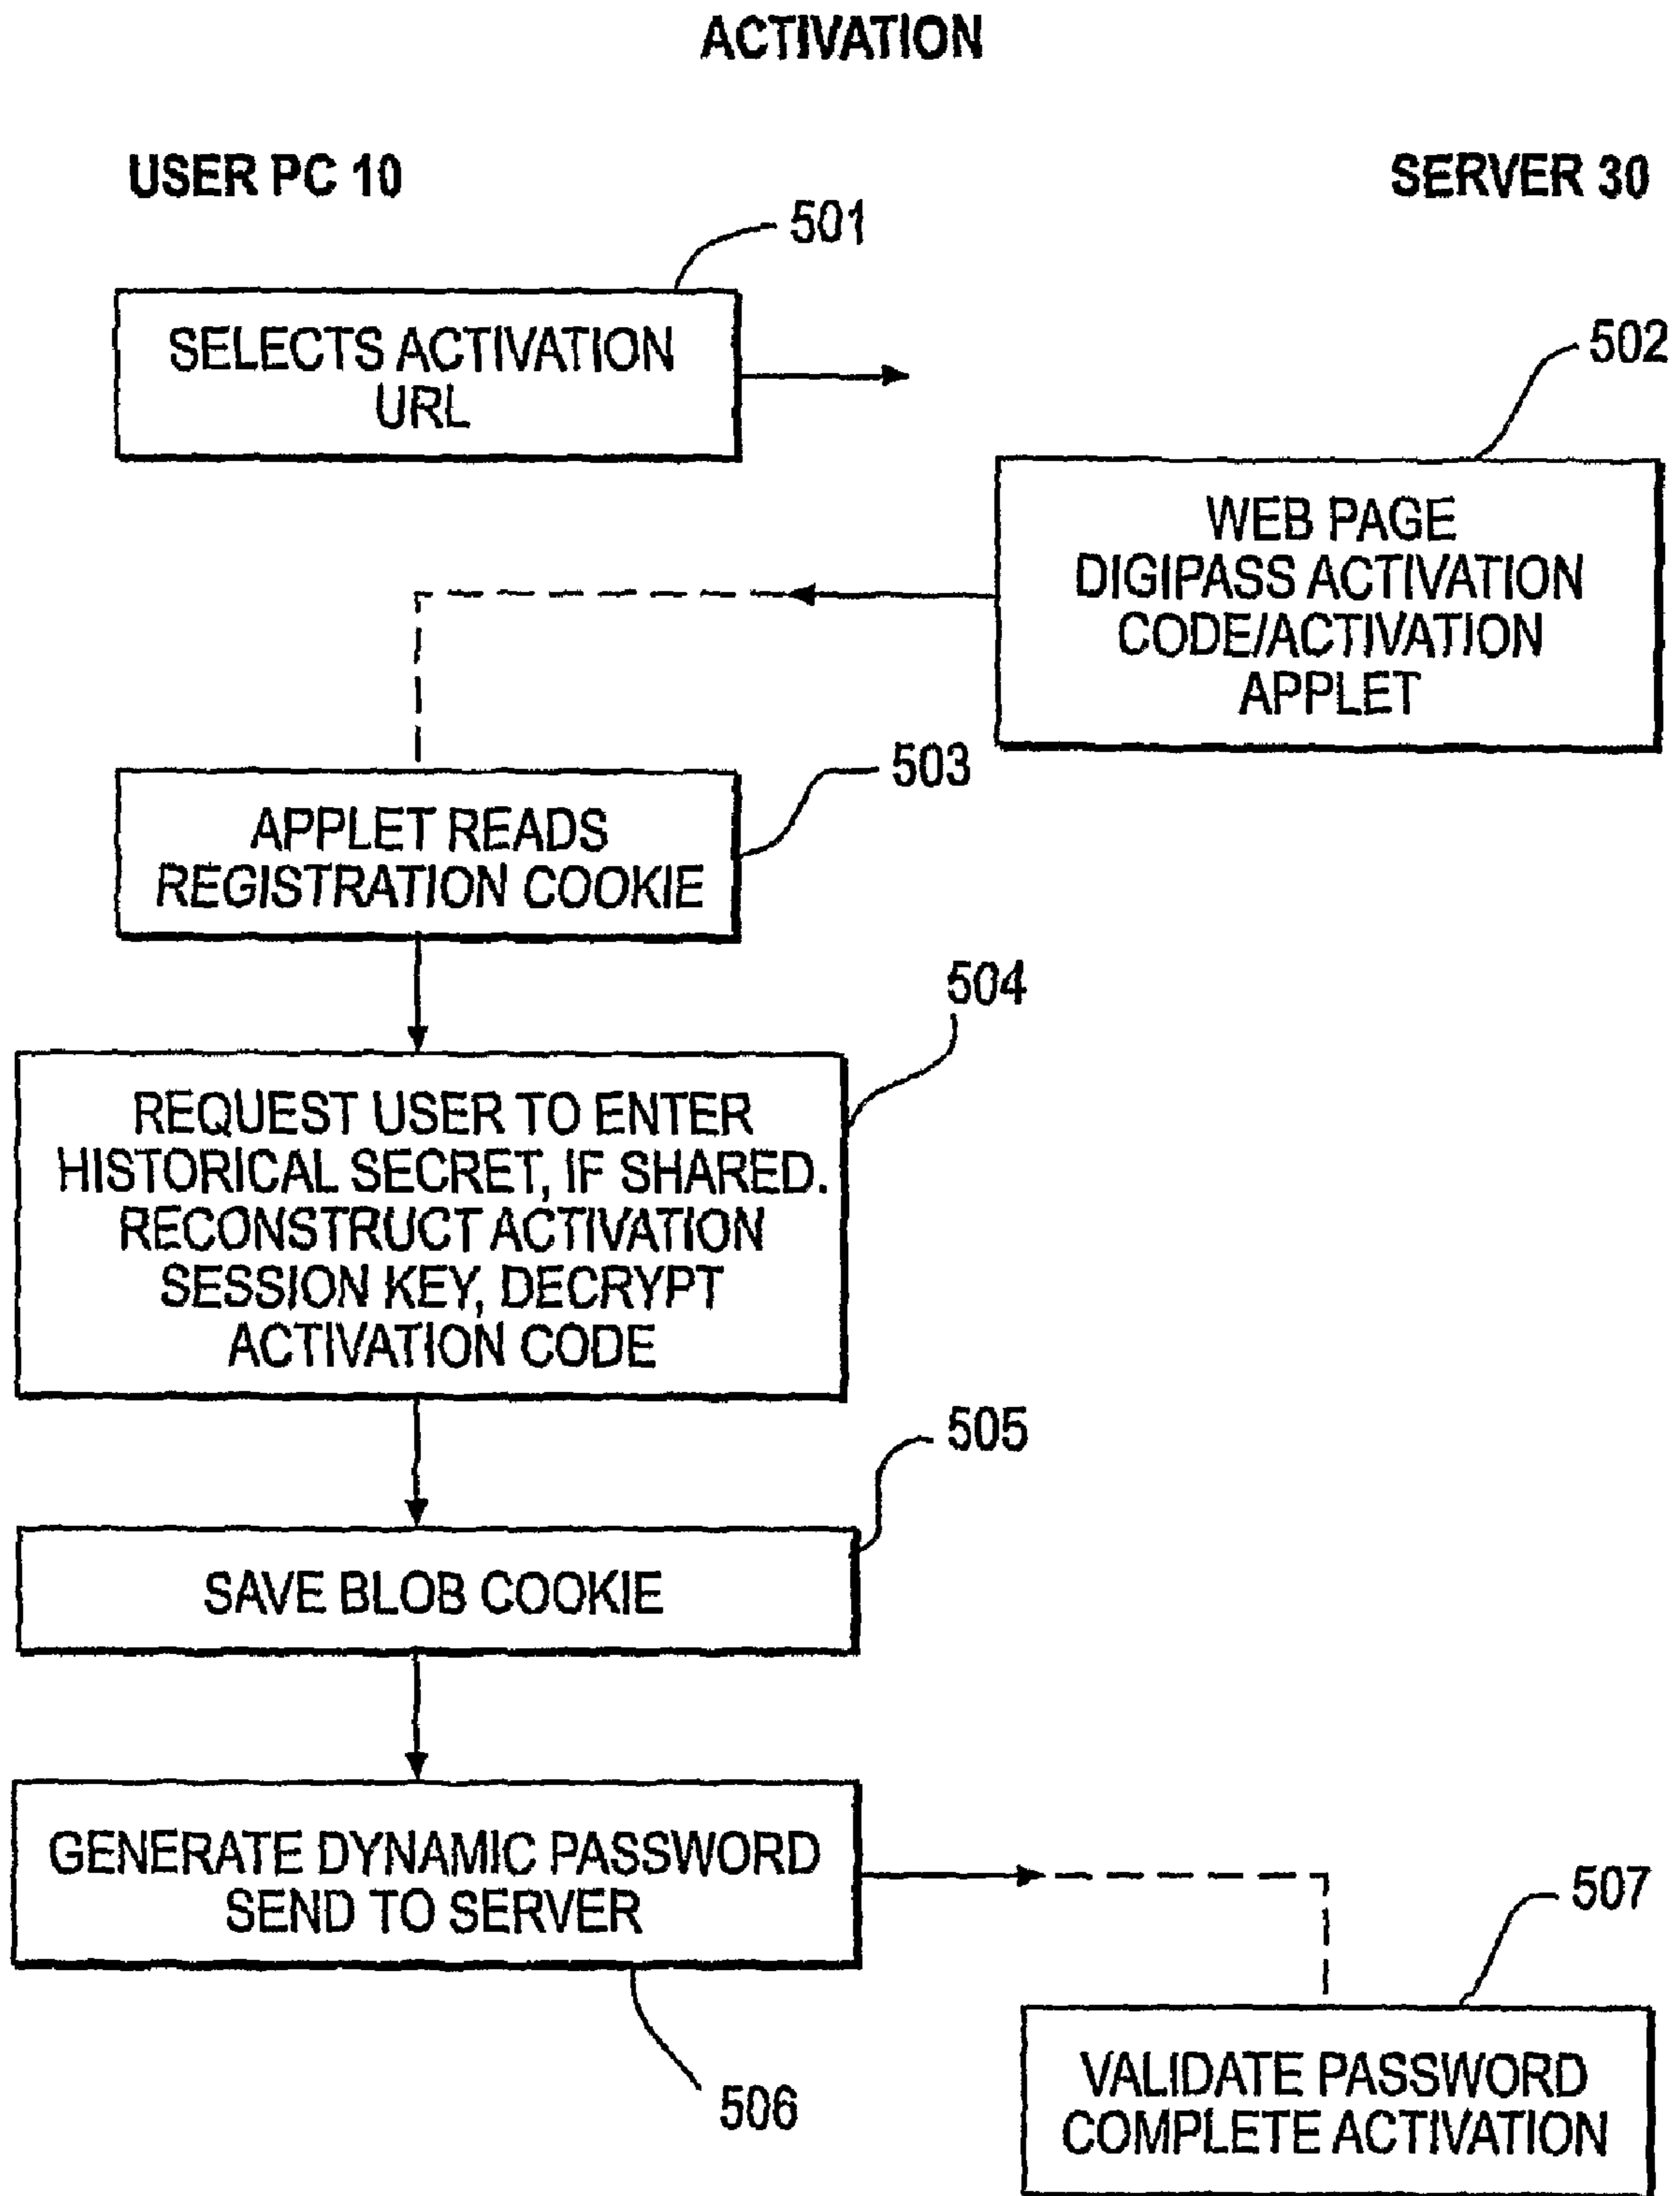 ACTIVATION
USER PC 10
SERVER 30
501
SELECTS ACTIVATION
URL
502
WEB PAGE
DIGIPASS ACTIVATION
CODE/ACTIVATION
APPLET
503
APPLET READS
REGISTRATION COOKIE
504
REQUEST USER TO ENTER
HISTORICAL SECRET, IF SHARED.
RECONSTRUCT ACTIVATION
SESSION KEY, DECRYPT
ACTIVATION CODE
505
SAVE BLOB COOKIE
GENERATE DYNAMIC PASSWORD
SEND TO SERVER
506
507
VALIDATE PASSWORD
COMPLETE ACTIVATION